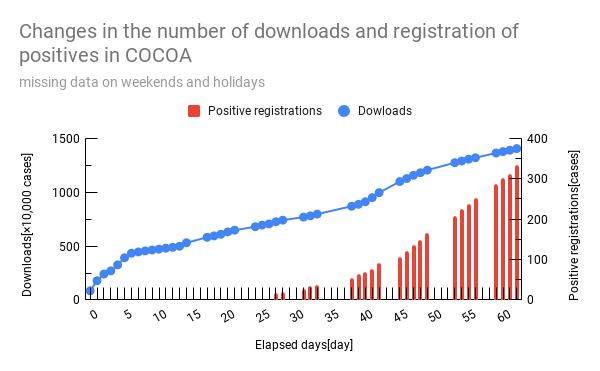 Changes in the number of downloads and registration of
positives in COCOA
missing data on weekends and holidays
Positive registrations Dowloads
1500 400
1000 300
200
500 100
0 0
Downloads[×10,000 cases]
Positive registrations[cases]
0 5 10 15 20 25 30 35 40 45 50 55 60
Elapsed days[day]